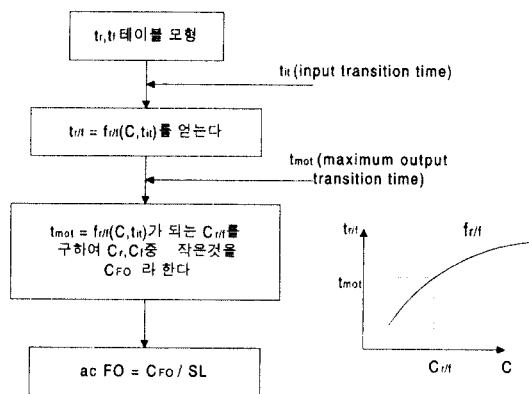 tr,tf 테이블 모형
tit (input transition time)
tr/f = fr/f(C,tit)를 얻는다
tmot (maximum output
transition time)
tmot = fr/f(C,tit)가 되는 Cr/f를
구하여 Cr,Cf중 작은것을
CFO 라 한다
ac FO = CFO / SL
tr/f
fr/f
tmot
Cr/f
C